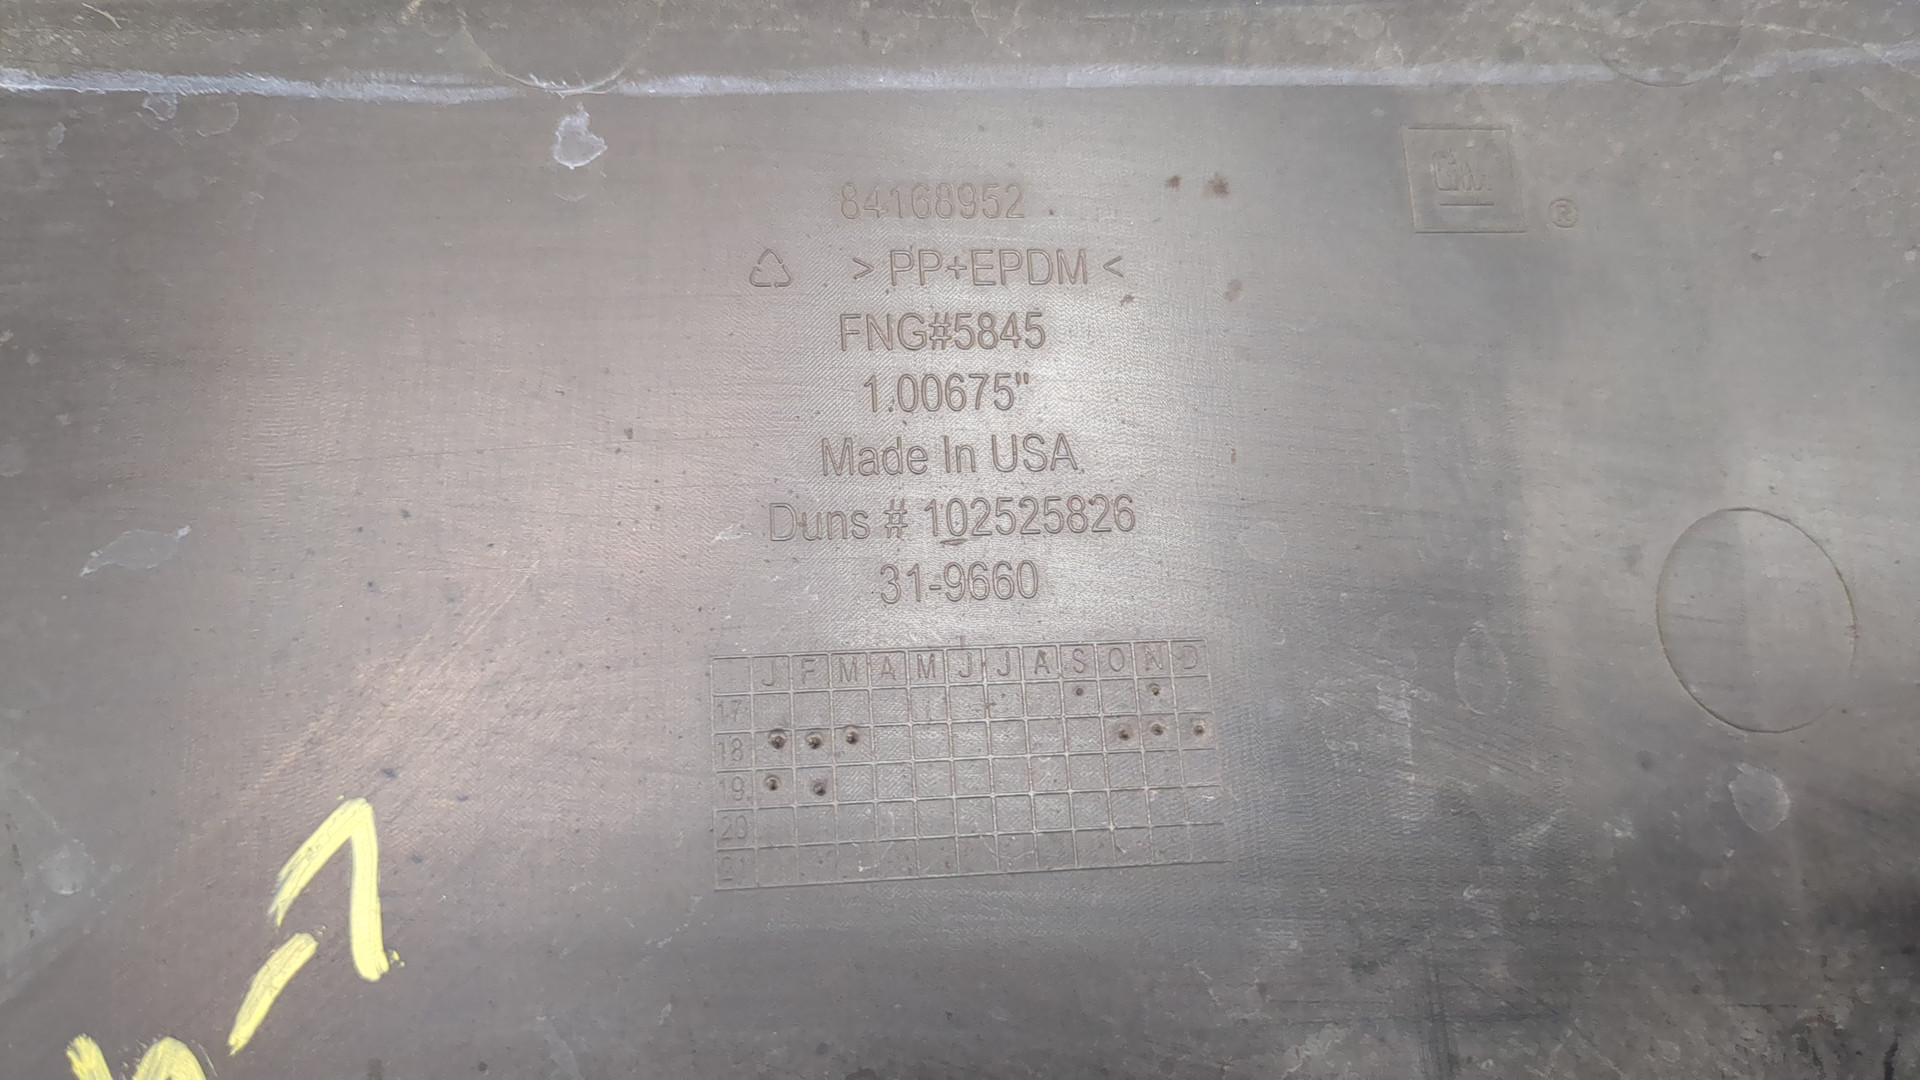 84168952
GM ®
> PP+EPDM <
FNG#5845
1.00675"
Made In USA
Duns # 102525826
31-9660
J F M A M J J A S O N D
17
18
19
20
21